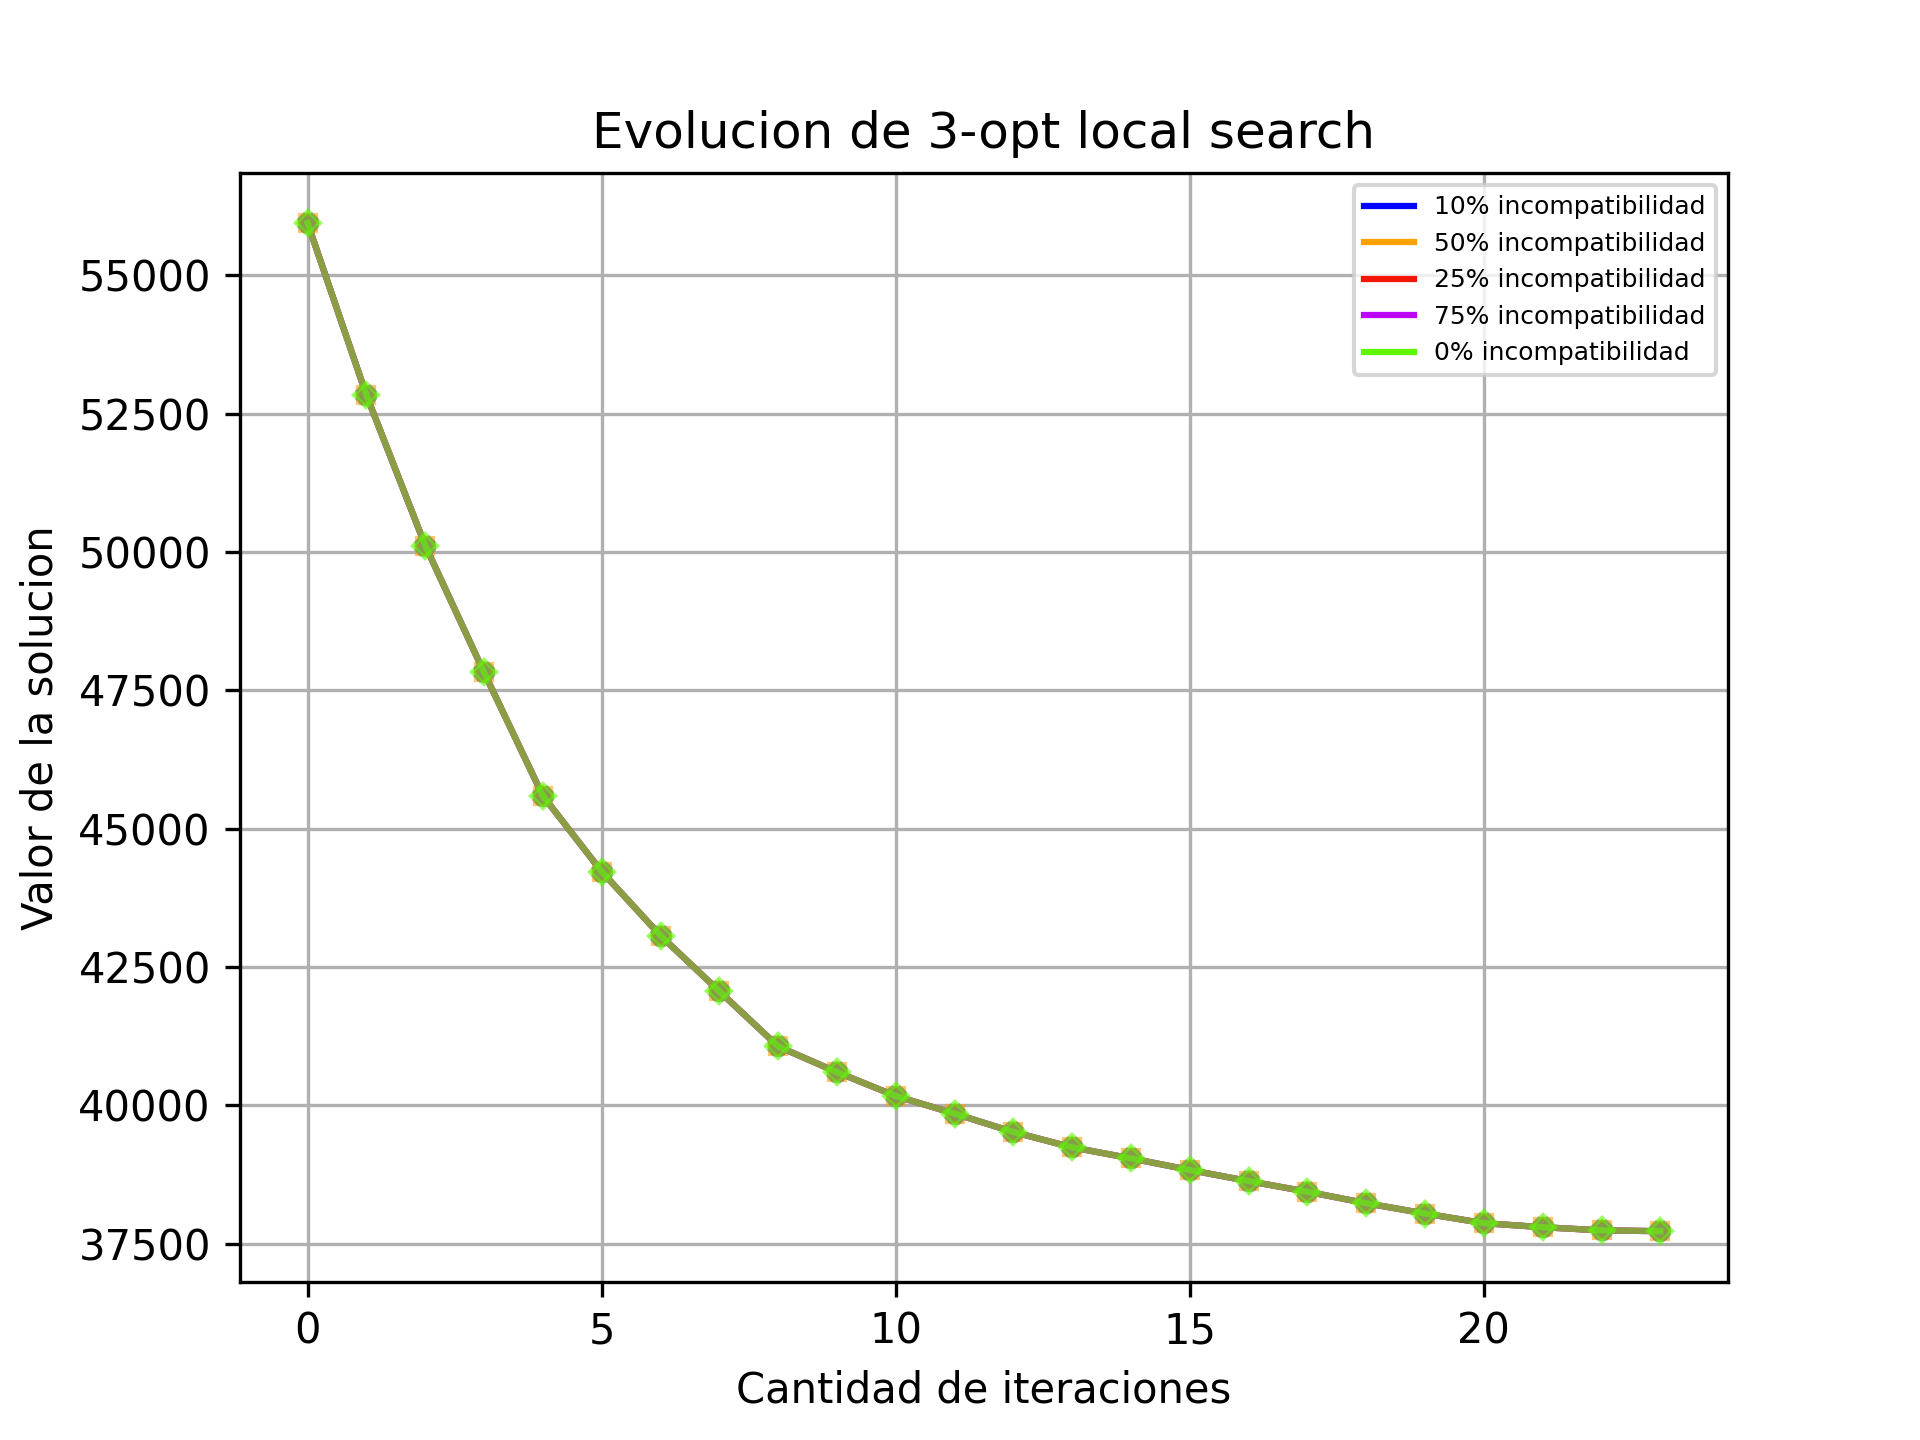 Evolucion de 3-opt local search
10% incompatibilidad
50% incompatibilidad
25% incompatibilidad
75% incompatibilidad
0% incompatibilidad
Valor de la solucion
55000
52500
50000
47500
45000
42500
40000
37500
0 5 10 15 20
Cantidad de iteraciones